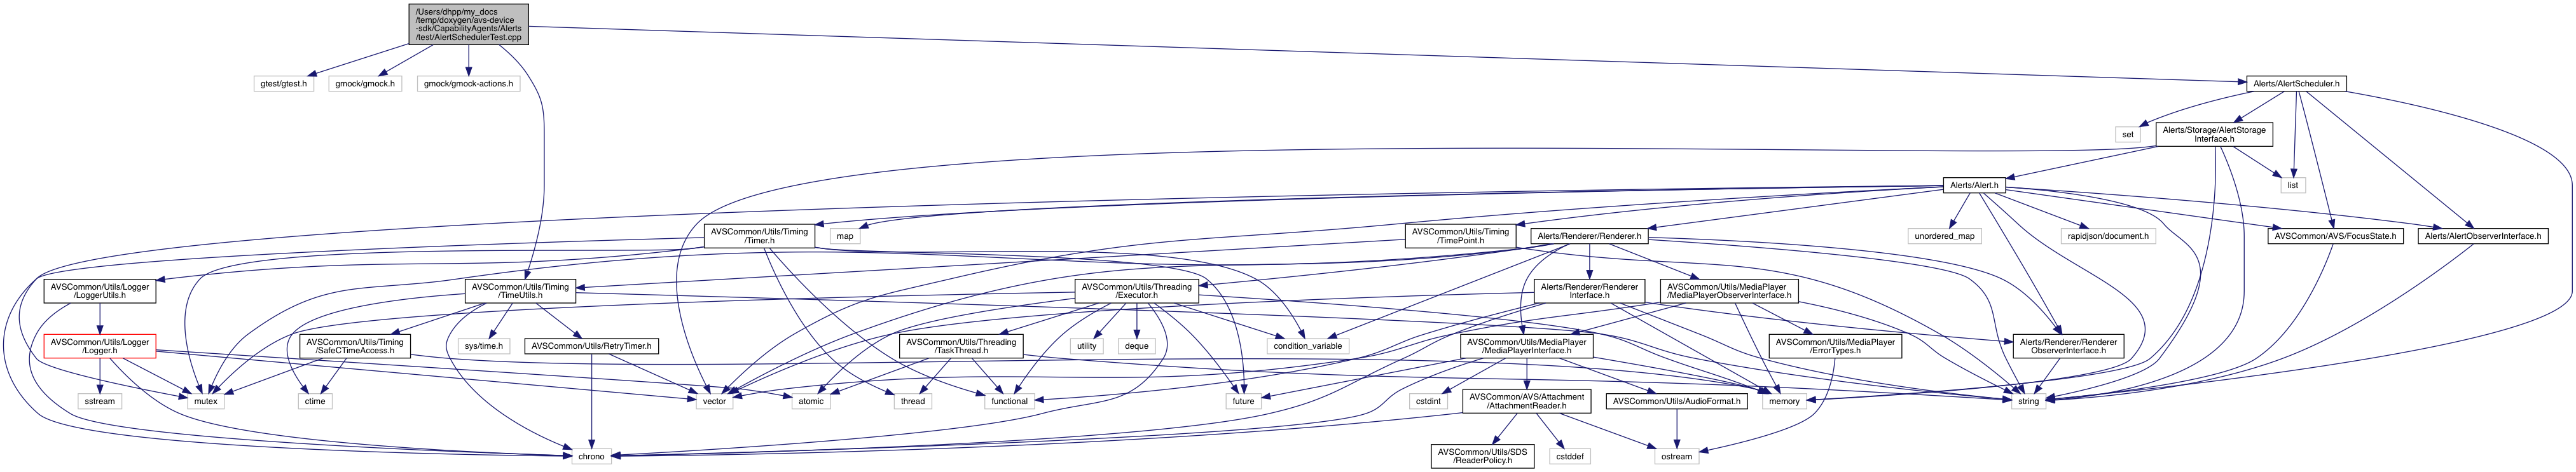 /Users/dhpp/my_docs
/temp/doxygen/avs-device
-sdk/CapabilityAgents/Alerts
/test/AlertSchedulerTest.cpp
gtest/gtest.h
gmock/gmock.h
gmock/gmock-actions.h
Alerts/AlertScheduler.h
set
Alerts/Storage/AlertStorage
Interface.h
list
Alerts/Alert.h
AVSCommon/Utils/Timing
/Timer.h
map
AVSCommon/Utils/Timing
/TimePoint.h
Alerts/Renderer/Renderer.h
unordered_map
rapidjson/document.h
AVSCommon/AVS/FocusState.h
Alerts/AlertObserverInterface.h
AVSCommon/Utils/Logger
/LoggerUtils.h
AVSCommon/Utils/Timing
/TimeUtils.h
AVSCommon/Utils/Threading
/Executor.h
Alerts/Renderer/Renderer
Interface.h
AVSCommon/Utils/MediaPlayer
/MediaPlayerObserverInterface.h
AVSCommon/Utils/Logger
/Logger.h
AVSCommon/Utils/Timing
/SafeCTimeAccess.h
sys/time.h
AVSCommon/Utils/RetryTimer.h
AVSCommon/Utils/Threading
/TaskThread.h
utility
deque
condition_variable
AVSCommon/Utils/MediaPlayer
/MediaPlayerInterface.h
AVSCommon/Utils/MediaPlayer
/ErrorTypes.h
Alerts/Renderer/Renderer
ObserverInterface.h
sstream
mutex
ctime
vector
atomic
thread
functional
future
cstdint
AVSCommon/AVS/Attachment
/AttachmentReader.h
AVSCommon/Utils/AudioFormat.h
memory
string
chrono
AVSCommon/Utils/SDS
/ReaderPolicy.h
cstddef
ostream